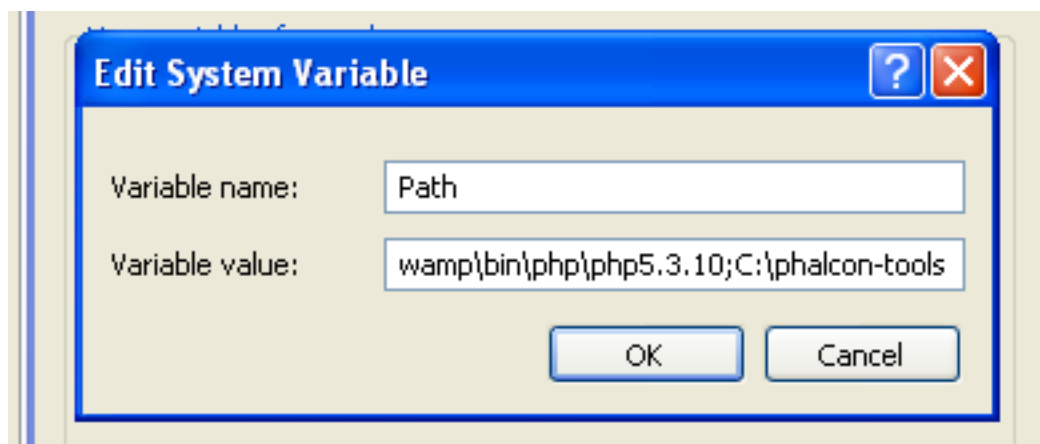 Edit System Variable
Variable name: Path
Variable value: wamp\bin\php\php5.3.10;C:\phalcon-tools
OK Cancel